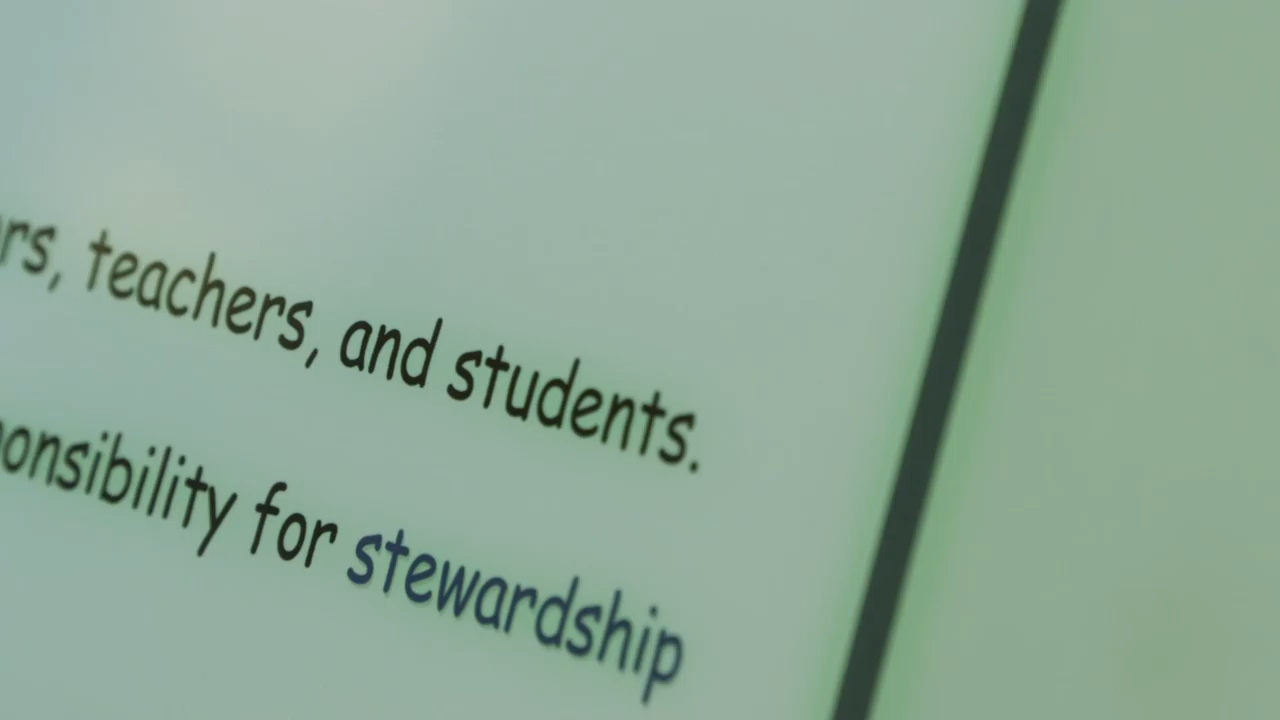 rs, teachers, and students.
onsibility for stewardship